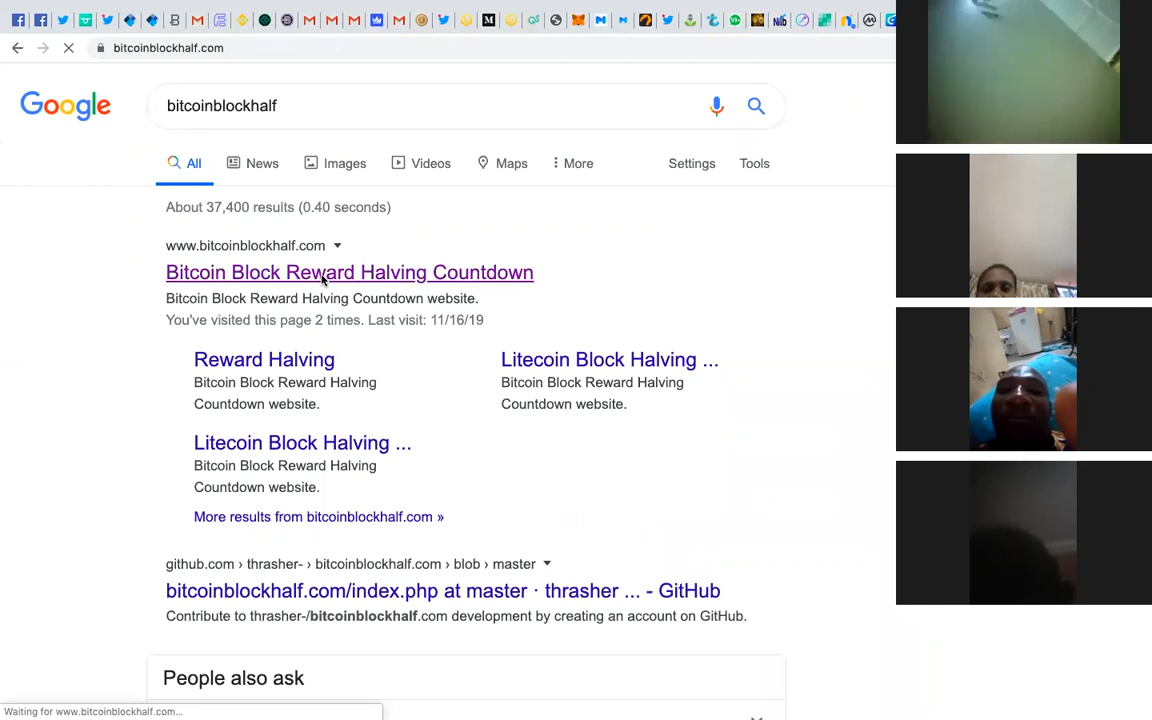 bitcoinblockhalf.com
Google
bitcoinblockhalf
All
News
Images
Videos
Maps
More
Settings
Tools
About 37,400 results (0.40 seconds)
www.bitcoinblockhalf.com
Bitcoin Block Reward Halving Countdown
Bitcoin Block Reward Halving Countdown website.
You've visited this page 2 times. Last visit: 11/16/19
Reward Halving
Bitcoin Block Reward Halving
Countdown website.
Litecoin Block Halving ...
Bitcoin Block Reward Halving
Countdown website.
Litecoin Block Halving ...
Bitcoin Block Reward Halving
Countdown website.
More results from bitcoinblockhalf.com »
github.com › thrasher- › bitcoinblockhalf.com › blob › master
bitcoinblockhalf.com/index.php at master · thrasher ... - GitHub
Contribute to thrasher-/bitcoinblockhalf.com development by creating an account on GitHub.
People also ask
Waiting for www.bitcoinblockhalf.com...